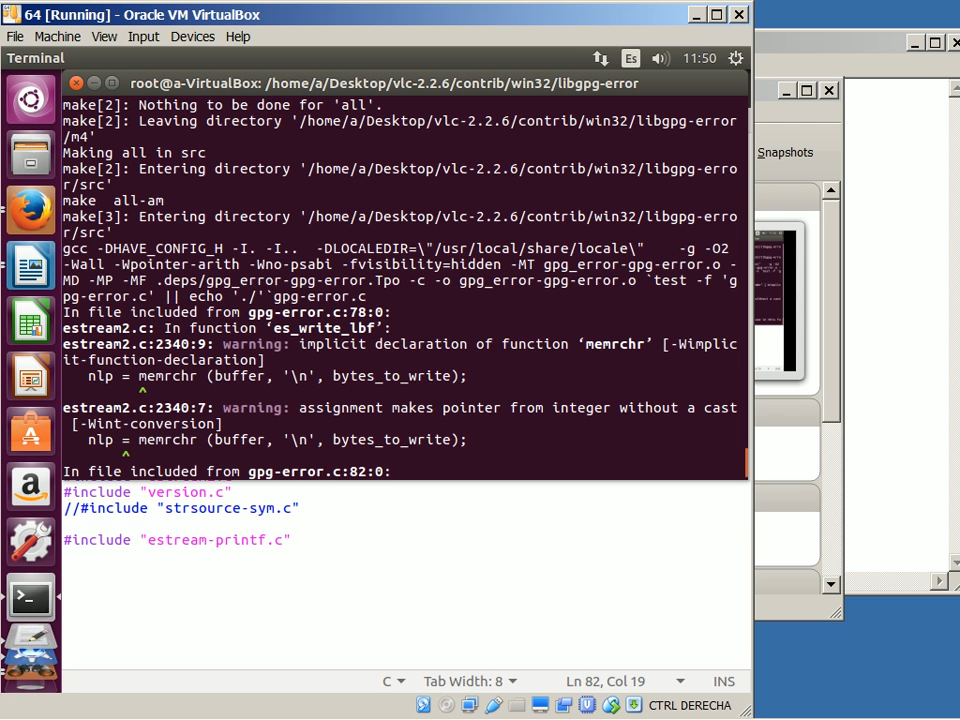 64 [Running] - Oracle VM VirtualBox
File Machine View Input Devices Help
Terminal
Es
11:50
root@a-VirtualBox: /home/a/Desktop/vlc-2.2.6/contrib/win32/libgpg-error
make[2]: Nothing to be done for 'all'.
make[2]: Leaving directory '/home/a/Desktop/vlc-2.2.6/contrib/win32/libgpg-error
/m4'
Making all in src
make[2]: Entering directory '/home/a/Desktop/vlc-2.2.6/contrib/win32/libgpg-erro
r/src'
make  all-am
make[3]: Entering directory '/home/a/Desktop/vlc-2.2.6/contrib/win32/libgpg-erro
r/src'
gcc -DHAVE_CONFIG_H -I. -I..  -DLOCALEDIR=\"/usr/local/share/locale\"    -g -O2
-Wall -Wpointer-arith -Wno-psabi -fvisibility=hidden -MT gpg_error-gpg-error.o -
MD -MP -MF .deps/gpg_error-gpg-error.Tpo -c -o gpg_error-gpg-error.o `test -f 'g
pg-error.c' || echo './'`gpg-error.c
In file included from gpg-error.c:78:0:
estream2.c: In function ‘es_write_lbf’:
estream2.c:2340:9: warning: implicit declaration of function ‘memrchr’ [-Wimplic
it-function-declaration]
nlp = memrchr (buffer, '\n', bytes_to_write);
^
estream2.c:2340:7: warning: assignment makes pointer from integer without a cast
[-Wint-conversion]
nlp = memrchr (buffer, '\n', bytes_to_write);
^
In file included from gpg-error.c:82:0:
#include "version.c"
//#include "strsource-sym.c"
#include "estream-printf.c"
C
Tab Width: 8
Ln 82, Col 19
INS
CTRL DERECHA
Snapshots